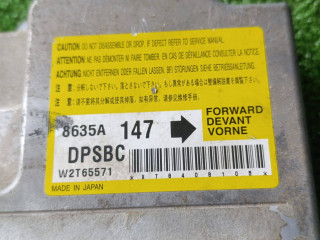 CAUTION : DO NOT DISASSEMBLE OR DROP. IF DEFECT REFER TO SERVICE MANUAL.
ATTENTION : NE PAS DEMONTER OU FAIRE TOMBER.
EN CAS DE DEFAILLANCE CONSULTER LA NOTICE.
ACHTUNG : NICHT ÖFFNEN ODER FALLEN LASSEN. BEI STÖRUNGEN SIEHE BETRIEBSANLEITUNG.
8635A 147 FORWARD
DEVANT
VORNE
DPSBC
W2T65571
MADE IN JAPAN